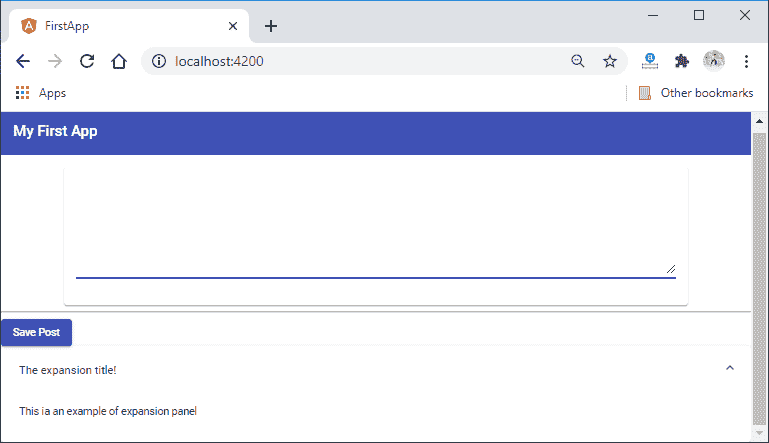 FirstApp
localhost:4200
Apps
Other bookmarks
My First App
Save Post
The expansion title!
This ia an example of expansion panel